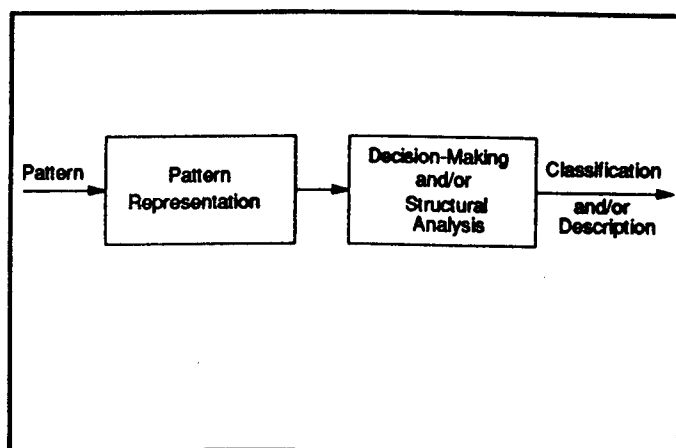 Pattern
Pattern
Representation
Decision-Making
and/or
Structural
Analysis
Classification
and/or
Description